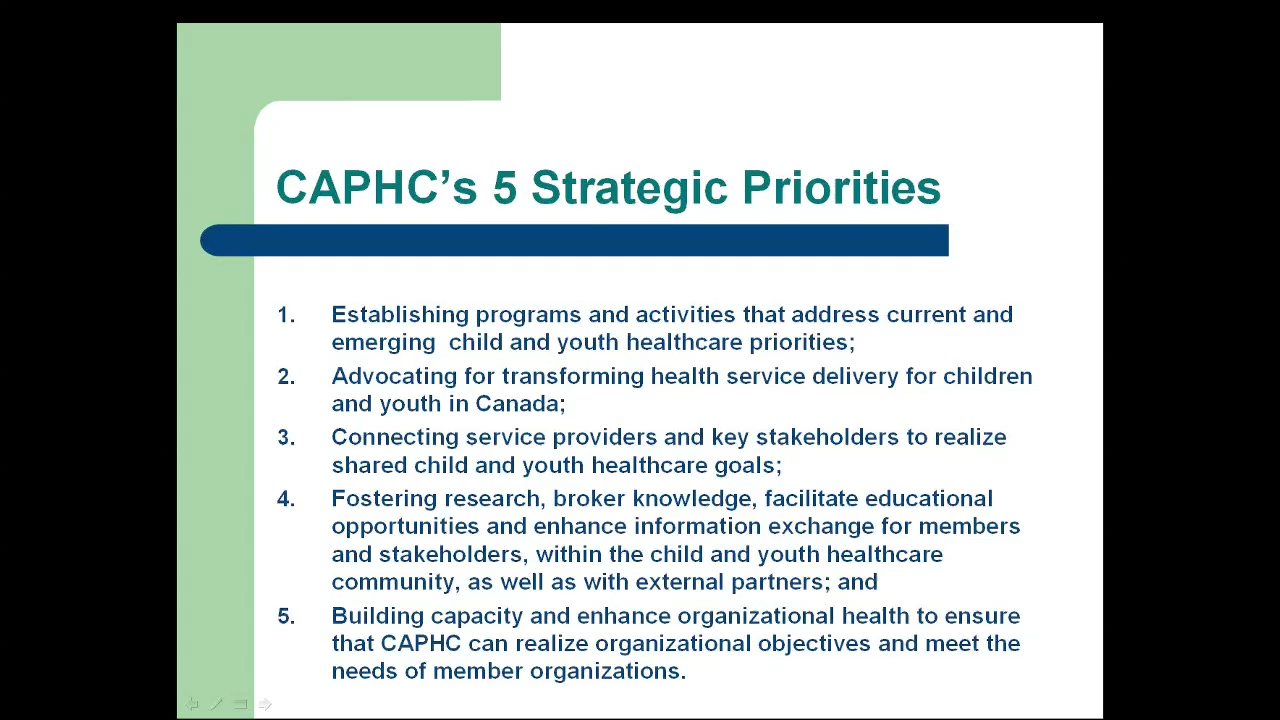 CAPHC's 5 Strategic Priorities
1. Establishing programs and activities that address current and
emerging  child and youth healthcare priorities;
2. Advocating for transforming health service delivery for children
and youth in Canada;
3. Connecting service providers and key stakeholders to realize
shared child and youth healthcare goals;
4. Fostering research, broker knowledge, facilitate educational
opportunities and enhance information exchange for members
and stakeholders, within the child and youth healthcare
community, as well as with external partners; and
5. Building capacity and enhance organizational health to ensure
that CAPHC can realize organizational objectives and meet the
needs of member organizations.